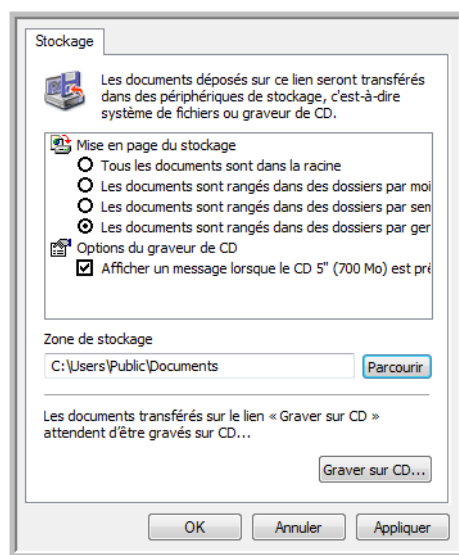 Stockage
Les documents déposés sur ce lien seront transférés
dans des périphériques de stockage, c'est-à-dire
système de fichiers ou graveur de CD.
Mise en page du stockage
Tous les documents sont dans la racine
Les documents sont rangés dans des dossiers par moi
Les documents sont rangés dans des dossiers par sem
Les documents sont rangés dans des dossiers par ger
Options du graveur de CD
Afficher un message lorsque le CD 5" (700 Mo) est pré
Zone de stockage
C:\Users\Public\Documents
Parcourir
Les documents transférés sur le lien « Graver sur CD »
attendent d'être gravés sur CD...
Graver sur CD...
OK Annuler Appliquer